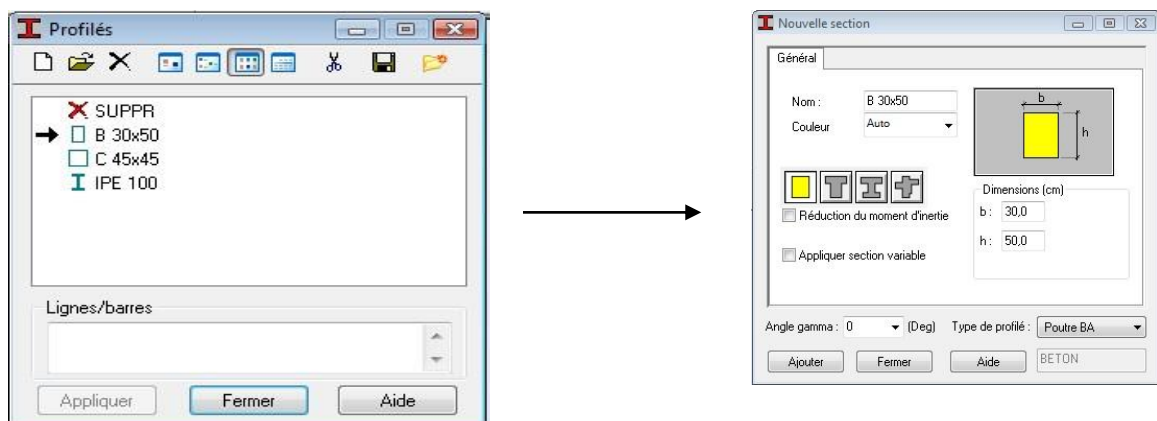 Profilés
SUPPR
B 30x50
C 45x45
IPE 100
Lignes/barres
Appliquer
Fermer
Aide
Nouvelle section
Général
Nom :
B 30x50
Couleur
Auto
b
h
Réduction du moment d'inertie
Appliquer section variable
Dimensions (cm)
b : 30,0
h : 50,0
Angle gamma : 0 (Deg) Type de profilé : Poutre BA
Ajouter
Fermer
Aide
BETON